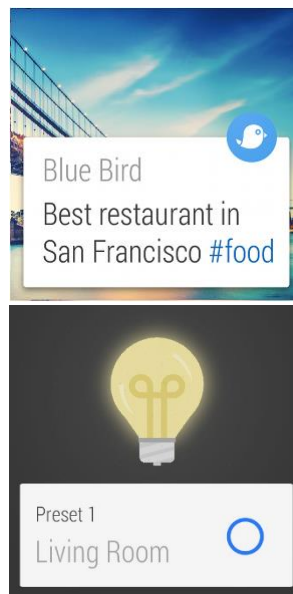 Blue Bird
Best restaurant in
San Francisco #food
Preset 1
Living Room